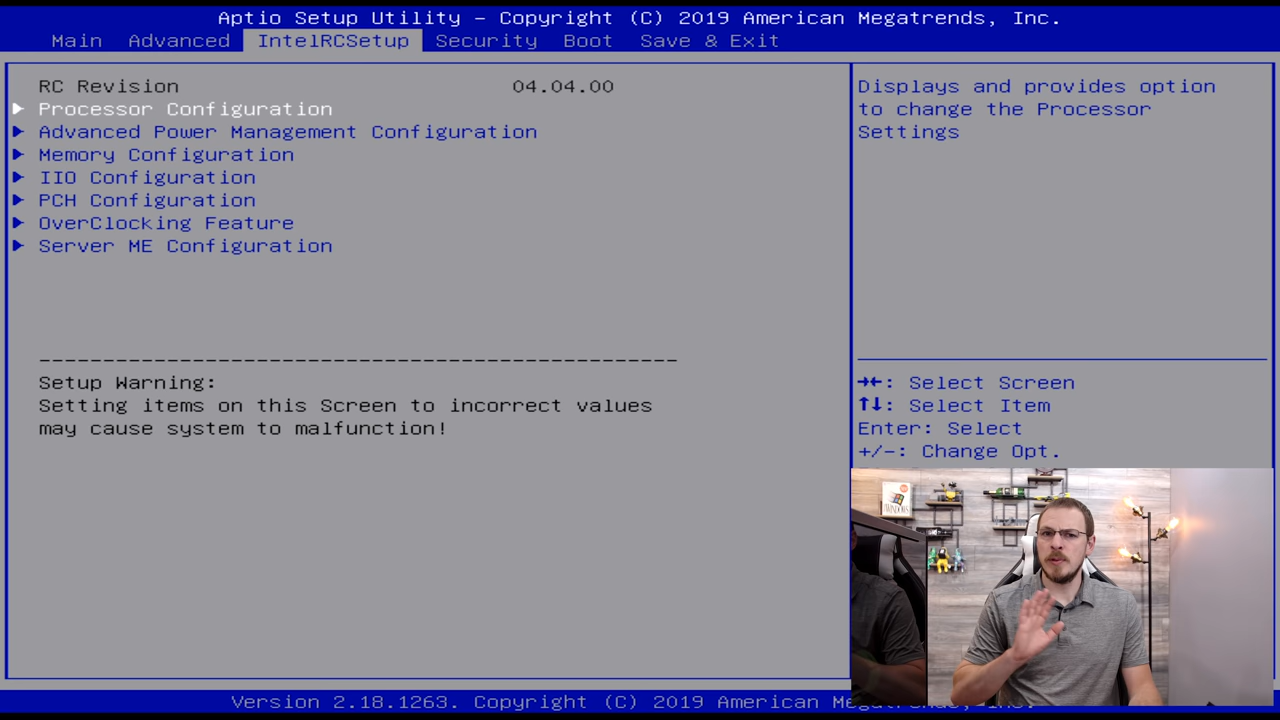 Aptio Setup Utility – Copyright (C) 2019 American Megatrends, Inc.
Main Advanced IntelRCSetup Security Boot Save & Exit
RC Revision 04.04.00
Processor Configuration
Advanced Power Management Configuration
Memory Configuration
IIO Configuration
PCH Configuration
OverClocking Feature
Server ME Configuration
----------------------------------------------------
Setup Warning:
Setting items on this Screen to incorrect values
may cause system to malfunction!
Displays and provides option
to change the Processor
Settings
→←: Select Screen
↑↓: Select Item
Enter: Select
+/-: Change Opt.
Version 2.18.1263. Copyright (C) 2019 American